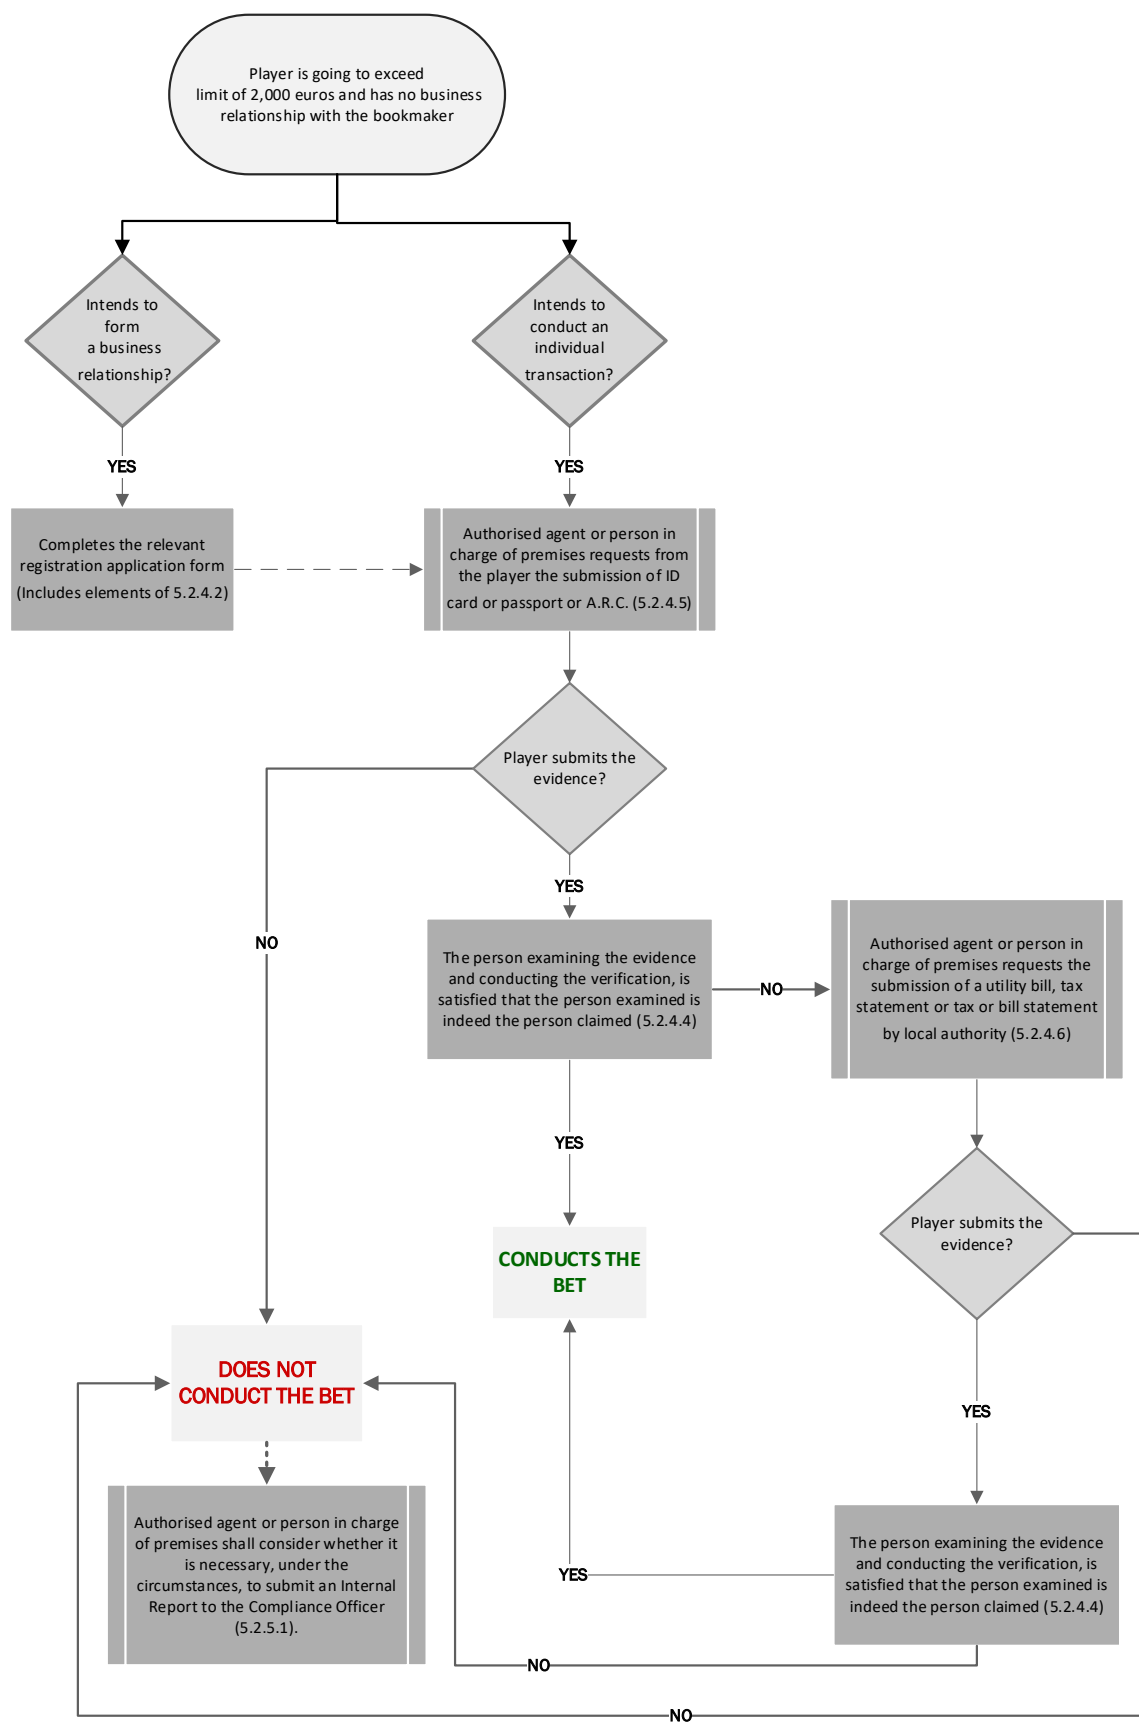 Player is going to exceed
limit of 2,000 euros and has no business
relationship with the bookmaker
Intends to
form
a business
relationship?
Intends to
conduct an
individual
transaction?
YES
YES
Completes the relevant
registration application form
(Includes elements of 5.2.4.2)
Authorised agent or person in
charge of premises requests from
the player the submission of ID
card or passport or A.R.C. (5.2.4.5)
Player submits the
evidence?
YES
NO
The person examining the evidence
and conducting the verification, is
satisfied that the person examined is
indeed the person claimed (5.2.4.4)
NO
Authorised agent or person in
charge of premises requests the
submission of a utility bill, tax
statement or tax or bill statement
by local authority (5.2.4.6)
YES
Player submits the
evidence?
CONDUCTS THE
BET
DOES NOT
CONDUCT THE BET
YES
Authorised agent or person in charge
of premises shall consider whether it
is necessary, under the
circumstances, to submit an Internal
Report to the Compliance Officer
(5.2.5.1).
YES
The person examining the evidence
and conducting the verification, is
satisfied that the person examined is
indeed the person claimed (5.2.4.4)
NO
NO